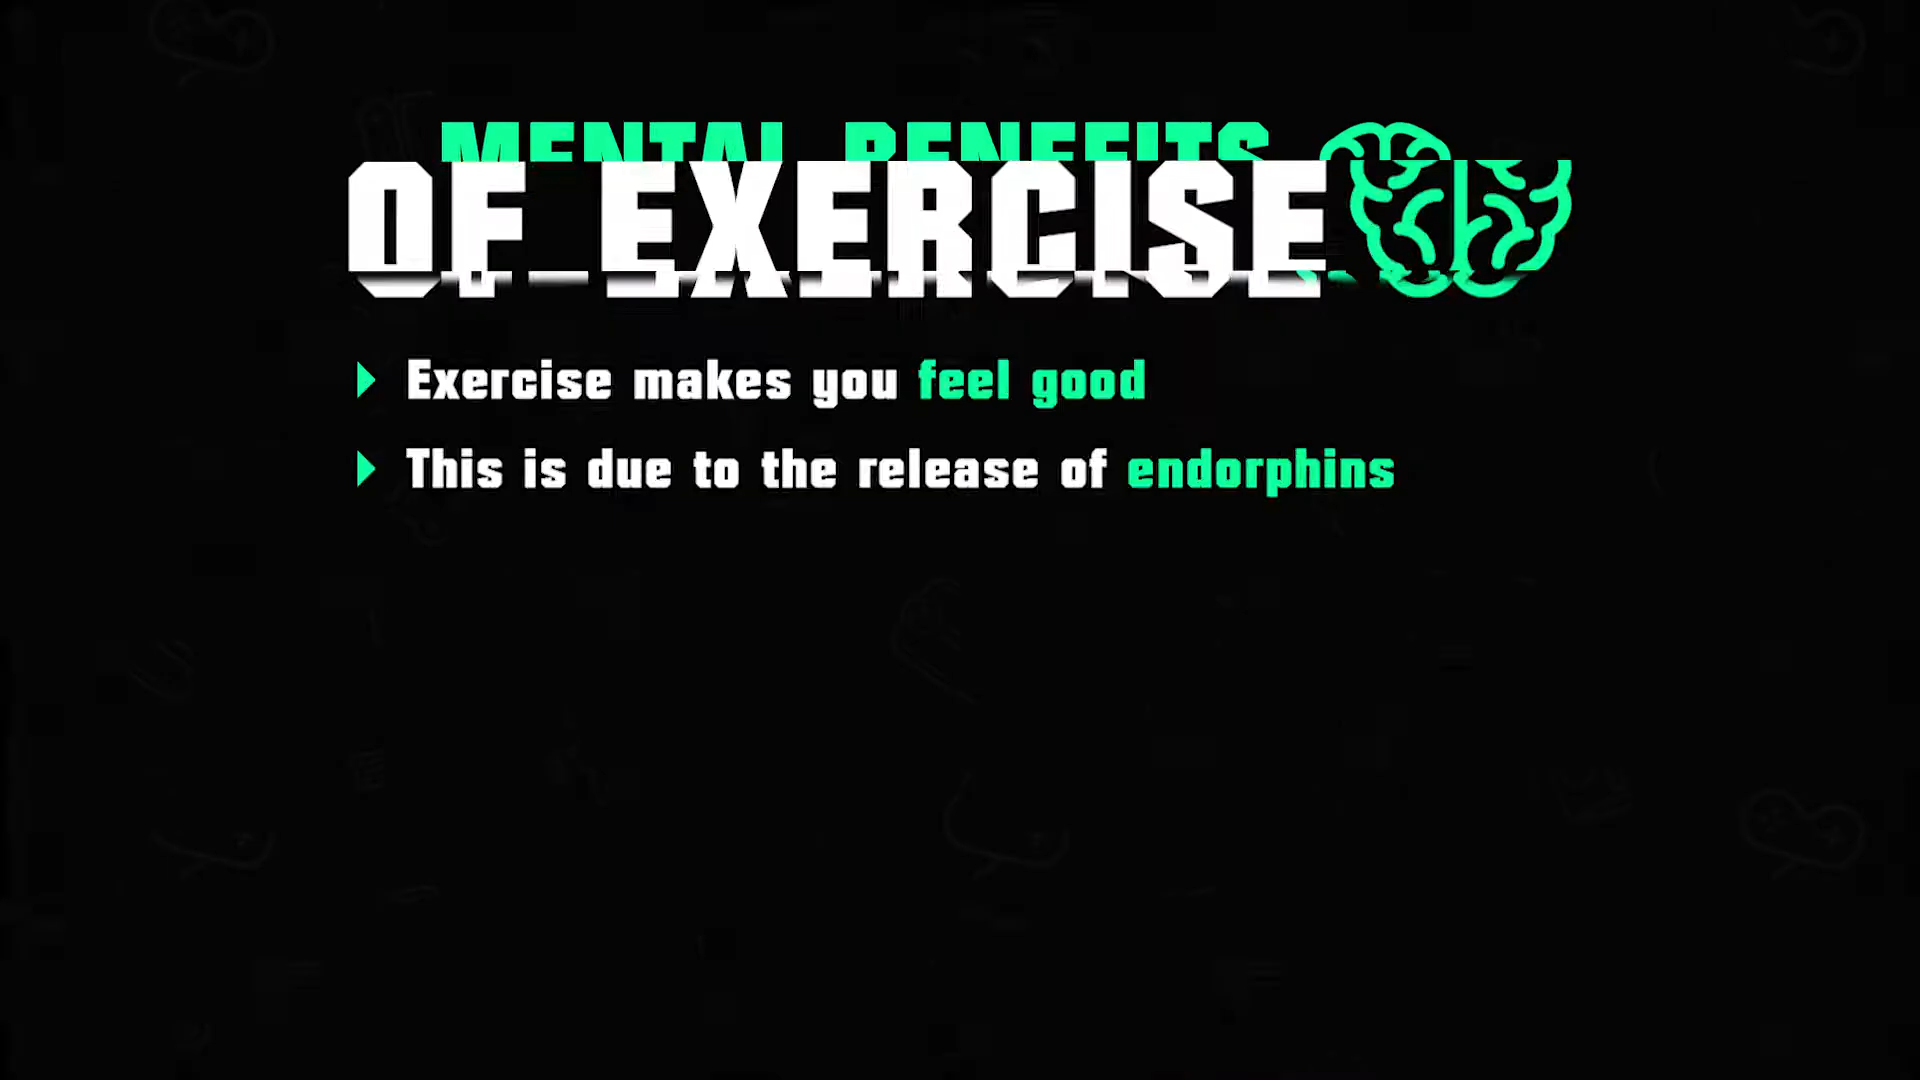 MENTAL BENEFITS
OF EXERCISE
Exercise makes you feel good
This is due to the release of endorphins